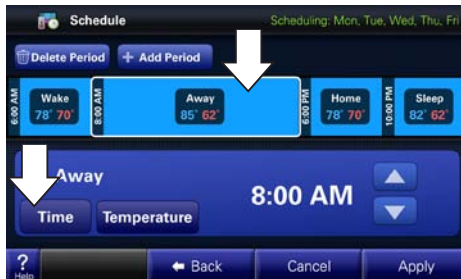 Schedule
Scheduling: Mon, Tue, Wed, Thu, Fri
Delete Period
+ Add Period
6:00 AM
Wake
78° 70°
8:00 AM
Away
85° 62°
6:00 PM
Home
78° 70°
10:00 PM
Sleep
82° 62°
Away
8:00 AM
Time
Temperature
?
Help
Back
Cancel
Apply